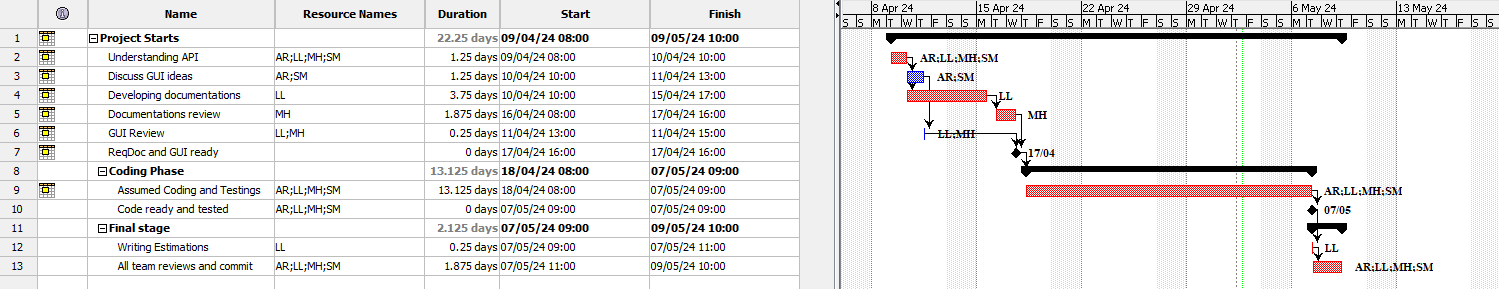 Name Resource Names Duration Start Finish
8 Apr 24 15 Apr 24 22 Apr 24 29 Apr 24 6 May 24 13 May 24
S S M T W T F S S M T W T F S S M T W T F S S M T W T F S S M T W T F S S M T W T F S
1 Project Starts 22.25 days 09/04/24 08:00 09/05/24 10:00
2 Understanding API AR;LL;MH;SM 1.25 days 09/04/24 08:00 10/04/24 10:00 AR;LL;MH;SM
3 Discuss GUI ideas AR;SM 1.25 days 10/04/24 10:00 11/04/24 13:00 AR;SM
4 Developing documentations LL 3.75 days 10/04/24 10:00 15/04/24 17:00 LL
5 Documentations review MH 1.875 days 16/04/24 08:00 17/04/24 16:00 MH
6 GUI Review LL;MH 0.25 days 11/04/24 13:00 11/04/24 15:00 LL;MH
7 ReqDoc and GUI ready 0 days 17/04/24 16:00 17/04/24 16:00 17/04
8 Coding Phase 13.125 days 18/04/24 08:00 07/05/24 09:00
9 Assumed Coding and Testings AR;LL;MH;SM 13.125 days 18/04/24 08:00 07/05/24 09:00 AR;LL;MH;SM
10 Code ready and tested AR;LL;MH;SM 0 days 07/05/24 09:00 07/05/24 09:00 07/05
11 Final stage 2.125 days 07/05/24 09:00 09/05/24 10:00
12 Writing Estimations LL 0.25 days 07/05/24 09:00 07/05/24 11:00 LL
13 All team reviews and commit AR;LL;MH;SM 1.875 days 07/05/24 11:00 09/05/24 10:00 AR;LL;MH;SM